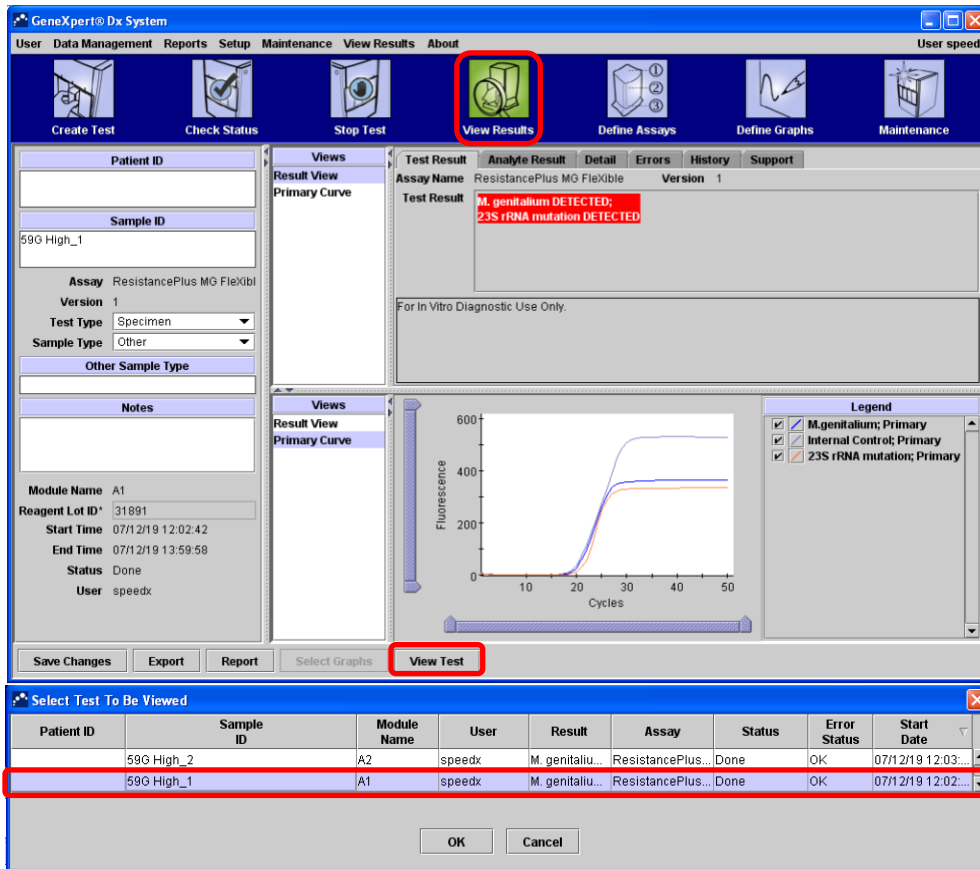 GeneXpert® Dx System
User Data Management Reports Setup Maintenance View Results About User speed
Create Test Check Status Stop Test View Results Define Assays Define Graphs Maintenance
Patient ID
Sample ID
59G High_1
Assay ResistancePlus MG FleXibl
Version 1
Test Type Specimen
Sample Type Other
Other Sample Type
Notes
Module Name A1
Reagent Lot ID* 31891
Start Time 07/12/19 12:02:42
End Time 07/12/19 13:59:58
Status Done
User speedx
Views
Result View
Primary Curve
Test Result Analyte Result Detail Errors History Support
Assay Name ResistancePlus MG FleXible Version 1
Test Result M. genitalium DETECTED;
23S rRNA mutation DETECTED
For In Vitro Diagnostic Use Only.
Views
Result View
Primary Curve
Fluorescence
600
400
200
0
10 20 30 40 50
Cycles
Legend
M.genitalium; Primary
Internal Control; Primary
23S rRNA mutation; Primary
Save Changes Export Report Select Graphs View Test
Select Test To Be Viewed
Patient ID Sample ID Module Name User Result Assay Status Error Status Start Date
59G High_2 A2 speedx M. genitaliu... ResistancePlus... Done OK 07/12/19 12:03:...
59G High_1 A1 speedx M. genitaliu... ResistancePlus... Done OK 07/12/19 12:02:...
OK Cancel